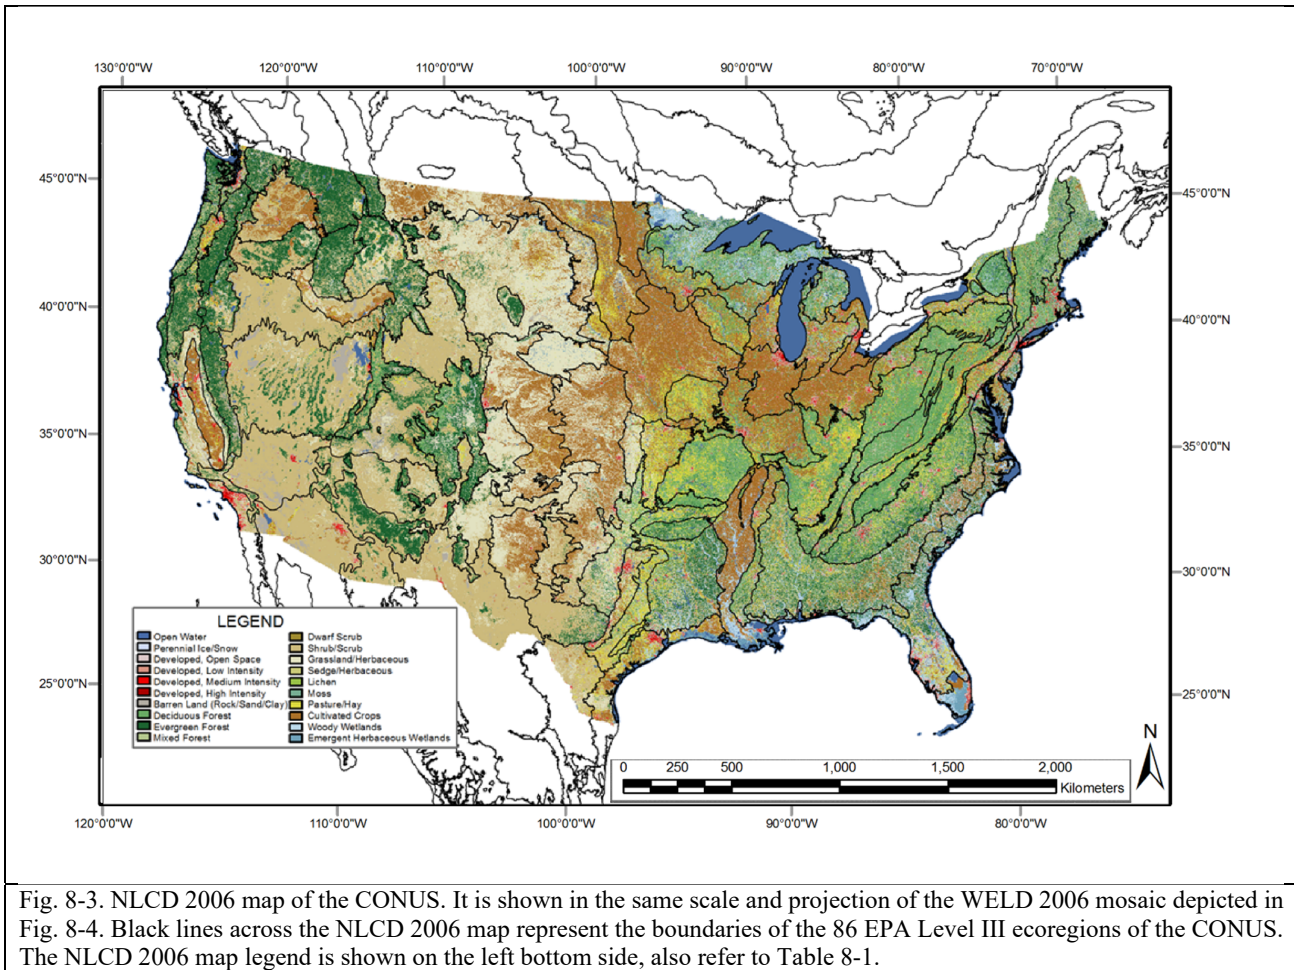 130°0'0"W 120°0'0"W 110°0'0"W 100°0'0"W 90°0'0"W 80°0'0"W 70°0'0"W
45°0'0"N 45°0'0"N
40°0'0"N 40°0'0"N
35°0'0"N 35°0'0"N
30°0'0"N 30°0'0"N
25°0'0"N 25°0'0"N
LEGEND
Open Water
Perennial Ice/Snow
Developed, Open Space
Developed, Low Intensity
Developed, Medium Intensity
Developed, High Intensity
Barren Land (Rock/Sand/Clay)
Deciduous Forest
Evergreen Forest
Mixed Forest
Dwarf Scrub
Shrub/Scrub
Grassland/Herbaceous
Sedge/Herbaceous
Lichen
Moss
Pasture/Hay
Cultivated Crops
Woody Wetlands
Emergent Herbaceous Wetlands
N
0 250 500 1,000 1,500 2,000
Kilometers
120°0'0"W 110°0'0"W 100°0'0"W 90°0'0"W 80°0'0"W
Fig. 8-3. NLCD 2006 map of the CONUS. It is shown in the same scale and projection of the WELD 2006 mosaic depicted in
Fig. 8-4. Black lines across the NLCD 2006 map represent the boundaries of the 86 EPA Level III ecoregions of the CONUS.
The NLCD 2006 map legend is shown on the left bottom side, also refer to Table 8-1.